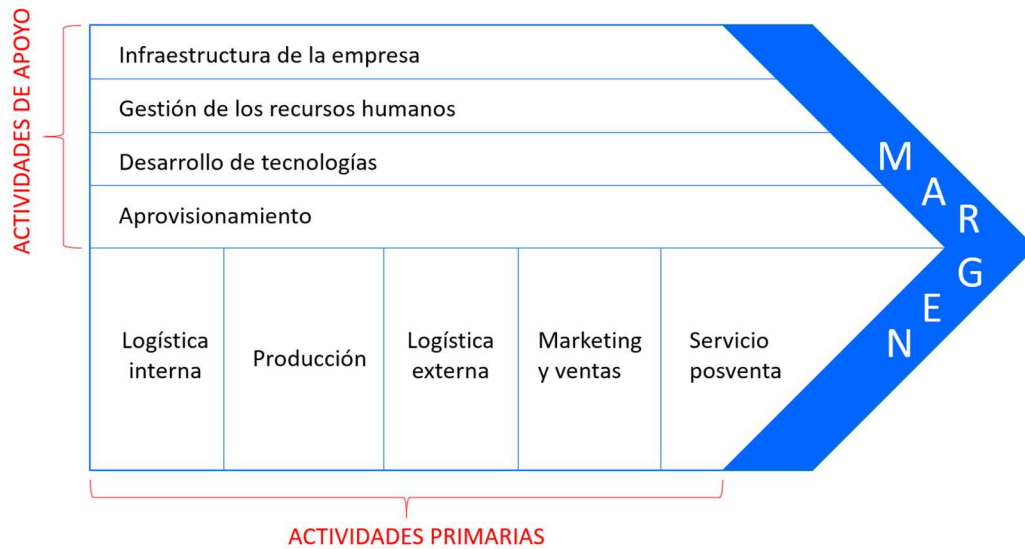 ACTIVIDADES DE APOYO
Infraestructura de la empresa
Gestión de los recursos humanos
Desarrollo de tecnologías
Aprovisionamiento
Logística
interna
Producción
Logística
externa
Marketing
y ventas
Servicio
posventa
MARGEN
ACTIVIDADES PRIMARIAS